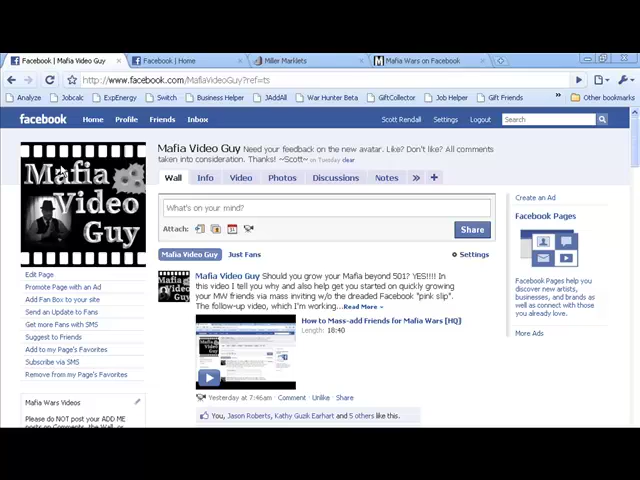 Facebook | Mafia Video Guy
Facebook | Home
Miller Marklets
Mafia Wars on Facebook
http://www.facebook.com/MafiaVideoGuy?ref=ts
Analyze
Jobcalc
ExpEnergy
Switch
Business Helper
JAddAll
War Hunter Beta
GiftCollector
Job Helper
Gift Friends
Other bookmarks
facebook
Home
Profile
Friends
Inbox
Scott Rendall
Settings
Logout
Search
Mafia
Video
Guy
Mafia Video Guy Need your feedback on the new avatar. Like? Don't like? All comments
taken into consideration. Thanks! ~Scott~ on Tuesday clear
Wall
Info
Video
Photos
Discussions
Notes
What's on your mind?
Attach:
Share
Mafia Video Guy
Just Fans
Settings
Mafia Video Guy Should you grow your Mafia beyond 501? YES!!!! In
this video I tell you why and also help get you started on quickly growing
your MW friends via mass inviting w/o the dreaded Facebook "pink slip".
The follow-up video, which I'm working... Read More
How to Mass-add Friends for Mafia Wars [HQ]
Length: 18:40
Yesterday at 7:46am · Comment · Unlike · Share
You, Jason Roberts, Kathy Guzik Earhart and 5 others like this.
Edit Page
Promote Page with an Ad
Add Fan Box to your site
Send an Update to Fans
Get more Fans with SMS
Suggest to Friends
Add to my Page's Favorites
Subscribe via SMS
Remove from my Page's Favorites
Mafia Wars Videos
Please do NOT post your ADD ME
Create an Ad
Facebook Pages
Facebook Pages help you
discover new artists,
businesses, and brands as
well as connect with those
you already love.
More Ads